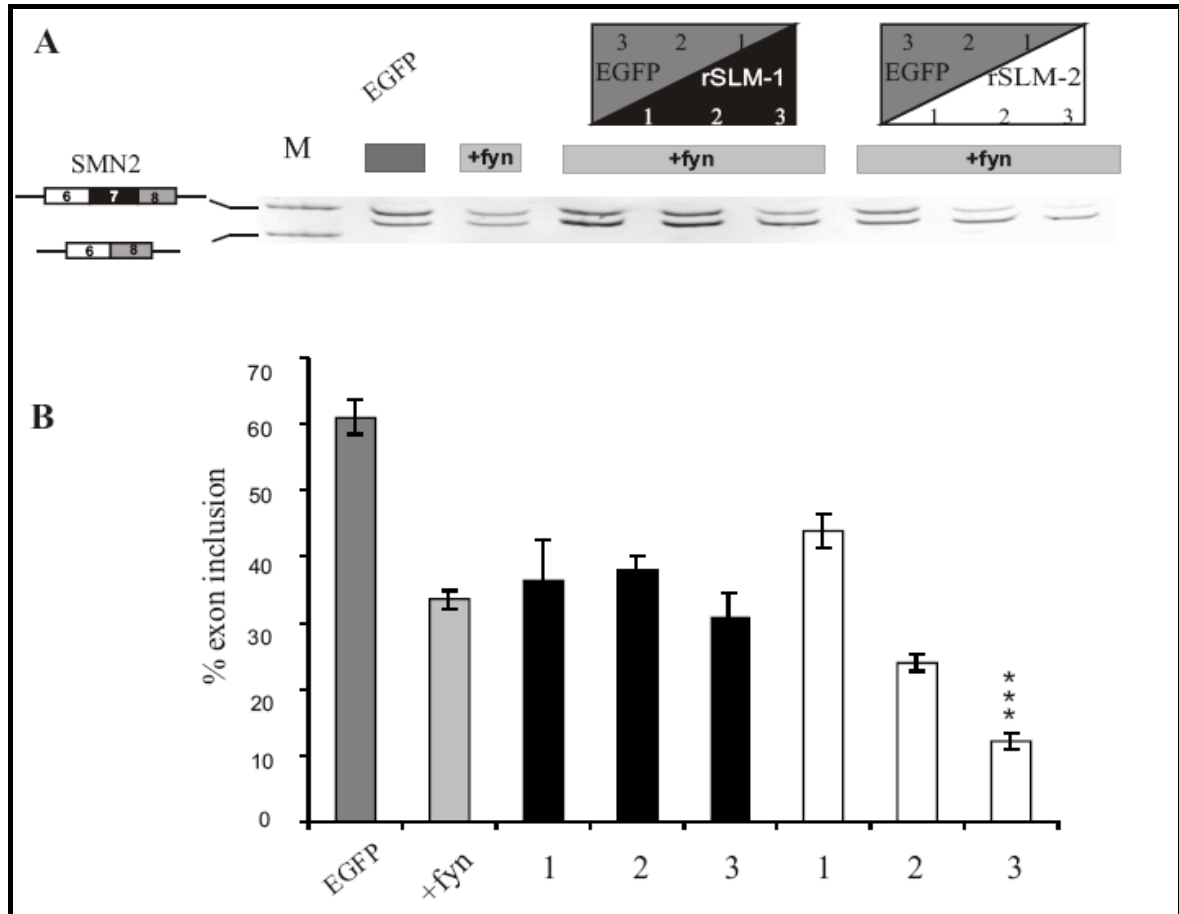 A
EGFP
3 2 1
EGFP
rSLM-1
1 2 3
3 2 1
EGFP
rSLM-2
1 2 3
M
+fyn
+fyn
+fyn
SMN2
6 7 8
6 8
B
% exon inclusion
70
60
50
40
30
20
10
0
***
EGFP
+fyn
1
2
3
1
2
3